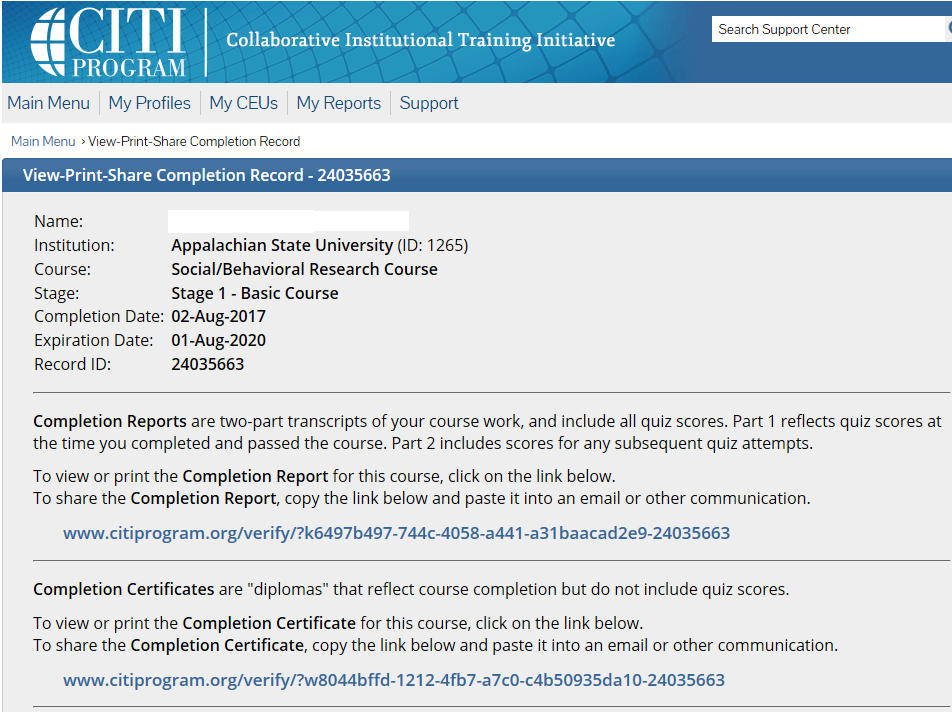 CITI
PROGRAM
Collaborative Institutional Training Initiative
Search Support Center
Main Menu My Profiles My CEUs My Reports Support
Main Menu › View-Print-Share Completion Record
View-Print-Share Completion Record - 24035663
Name:
Institution: Appalachian State University (ID: 1265)
Course: Social/Behavioral Research Course
Stage: Stage 1 - Basic Course
Completion Date: 02-Aug-2017
Expiration Date: 01-Aug-2020
Record ID: 24035663
Completion Reports are two-part transcripts of your course work, and include all quiz scores. Part 1 reflects quiz scores at
the time you completed and passed the course. Part 2 includes scores for any subsequent quiz attempts.
To view or print the Completion Report for this course, click on the link below.
To share the Completion Report, copy the link below and paste it into an email or other communication.
www.citiprogram.org/verify/?k6497b497-744c-4058-a441-a31baacad2e9-24035663
Completion Certificates are "diplomas" that reflect course completion but do not include quiz scores.
To view or print the Completion Certificate for this course, click on the link below.
To share the Completion Certificate, copy the link below and paste it into an email or other communication.
www.citiprogram.org/verify/?w8044bffd-1212-4fb7-a7c0-c4b50935da10-24035663